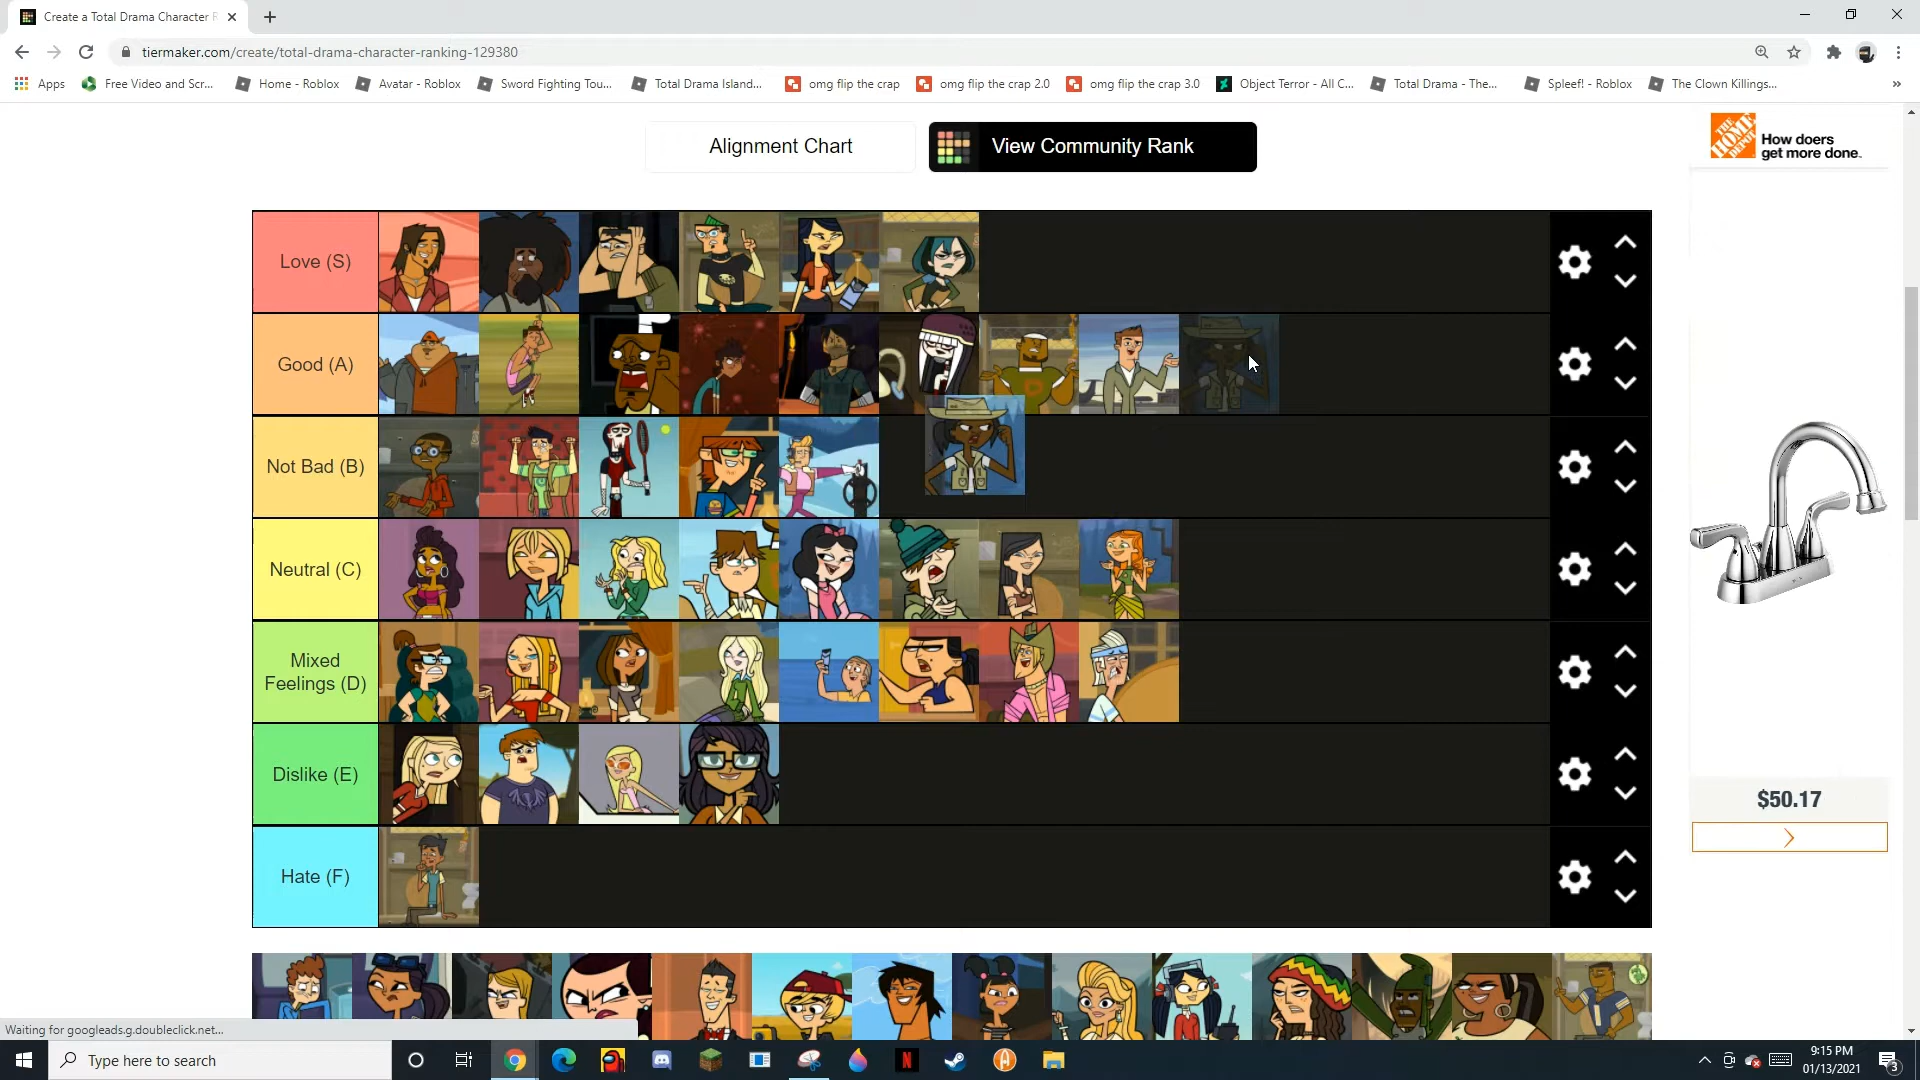 Create a Total Drama Character R
tiermaker.com/create/total-drama-character-ranking-129380
Apps
Free Video and Scr...
Home - Roblox
Avatar - Roblox
Sword Fighting Tou...
Total Drama Island...
omg flip the crap
omg flip the crap 2.0
omg flip the crap 3.0
Object Terror - All C...
Total Drama - The...
Spleef! - Roblox
The Clown Killings...
»
Alignment Chart
View Community Rank
THE HOME DEPOT
How doers
get more done.
Love (S)
Good (A)
Not Bad (B)
Neutral (C)
Mixed
Feelings (D)
Dislike (E)
Hate (F)
$50.17
Waiting for googleads.g.doubleclick.net...
Type here to search
9:15 PM
01/13/2021
3